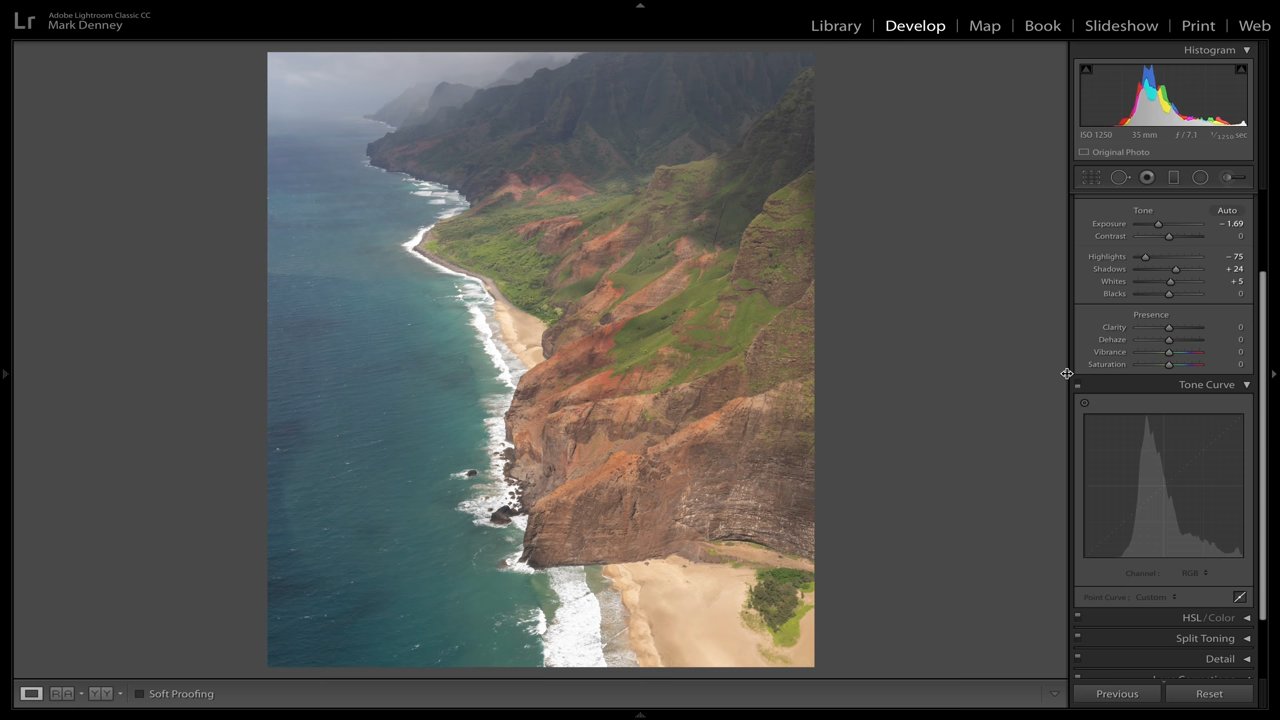 Lr
Adobe Lightroom Classic CC
Mark Denney
Library | Develop | Map | Book | Slideshow | Print | Web
Histogram
ISO 1250 35 mm ƒ / 7.1 1/1250 sec
Original Photo
Tone Auto
Exposure − 1.69
Contrast 0
Highlights − 75
Shadows + 24
Whites + 5
Blacks 0
Presence
Clarity 0
Dehaze 0
Vibrance 0
Saturation 0
Tone Curve
Channel : RGB
Point Curve : Custom
HSL / Color
Split Toning
Detail
R A Y Y Soft Proofing
Previous Reset